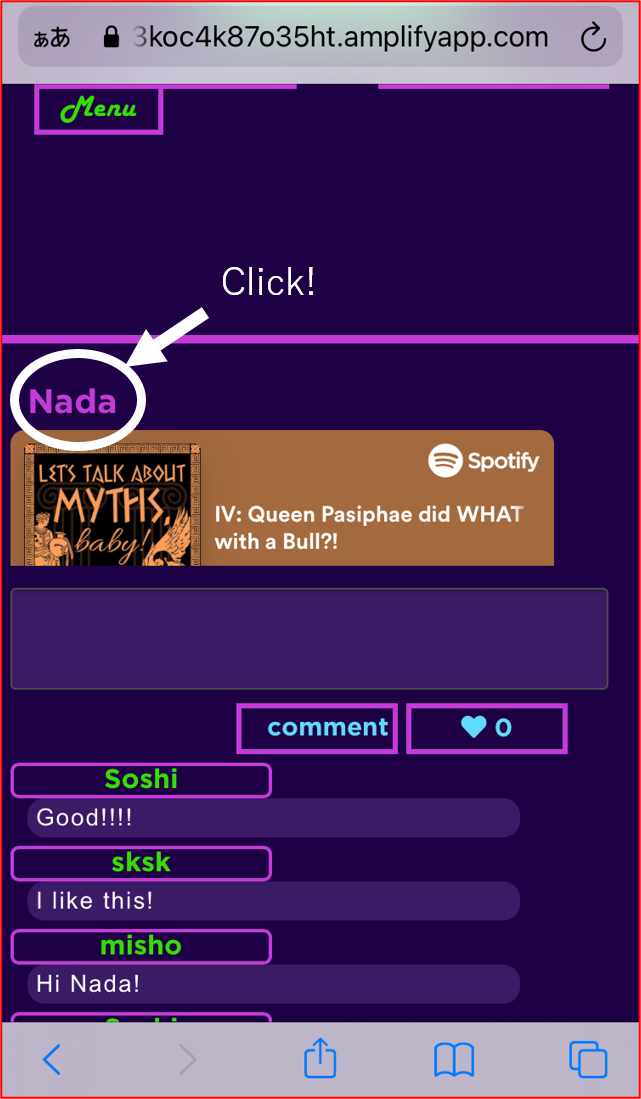 ぁあ 3koc4k87o35ht.amplifyapp.com
Menu
Click!
Nada
Spotify
LET'S TALK ABOUT
MYTHS,
baby!
IV: Queen Pasiphae did WHAT
with a Bull?!
comment 0
Soshi
Good!!!!
sksk
I like this!
misho
Hi Nada!